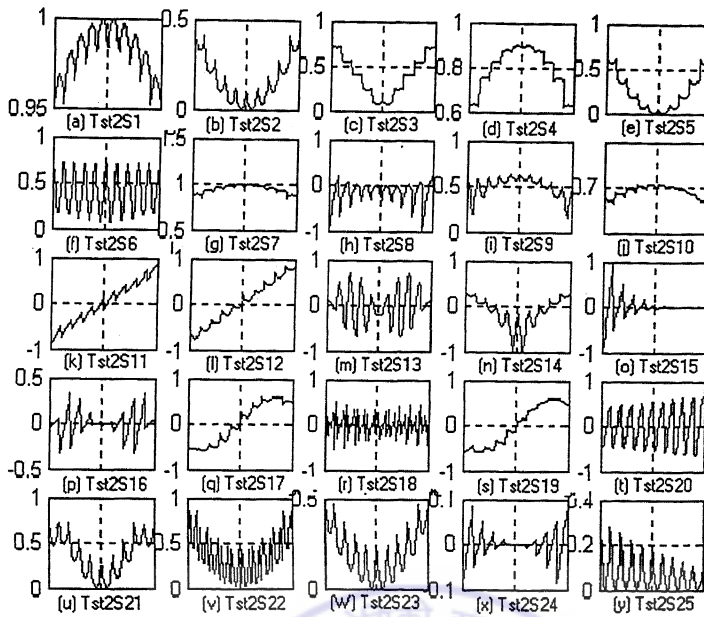 1 0.5 1 1 1
0.5 0.8 0.5
0.95 0 0 0.6 0
(a) Tst2S1 (b) Tst2S2 (c) Tst2S3 (d) Tst2S4 (e) Tst2S5
1 1 1
0.5 1 0 0.5 0.7
0 0.5 -1 0
(f) Tst2S6 (g) Tst2S7 (h) Tst2S8 (i) Tst2S9 (j) Tst2S10
1 1 1 1
0 0 0 0 0
-1 -1 -1 -1 -1
(k) Tst2S11 (l) Tst2S12 (m) Tst2S13 (n) Tst2S14 (o) Tst2S15
0.5 1 1 1 1
0 0 0 0 0
-0.5 -1 -1 -1 -1
(p) Tst2S16 (q) Tst2S17 (r) Tst2S18 (s) Tst2S19 (t) Tst2S20
1 1 0.5 0.1 0.4
0.5 0.5 0 0.2
0 0 0 0.1 0
(u) Tst2S21 (v) Tst2S22 (W) Tst2S23 (x) Tst2S24 (y) Tst2S25